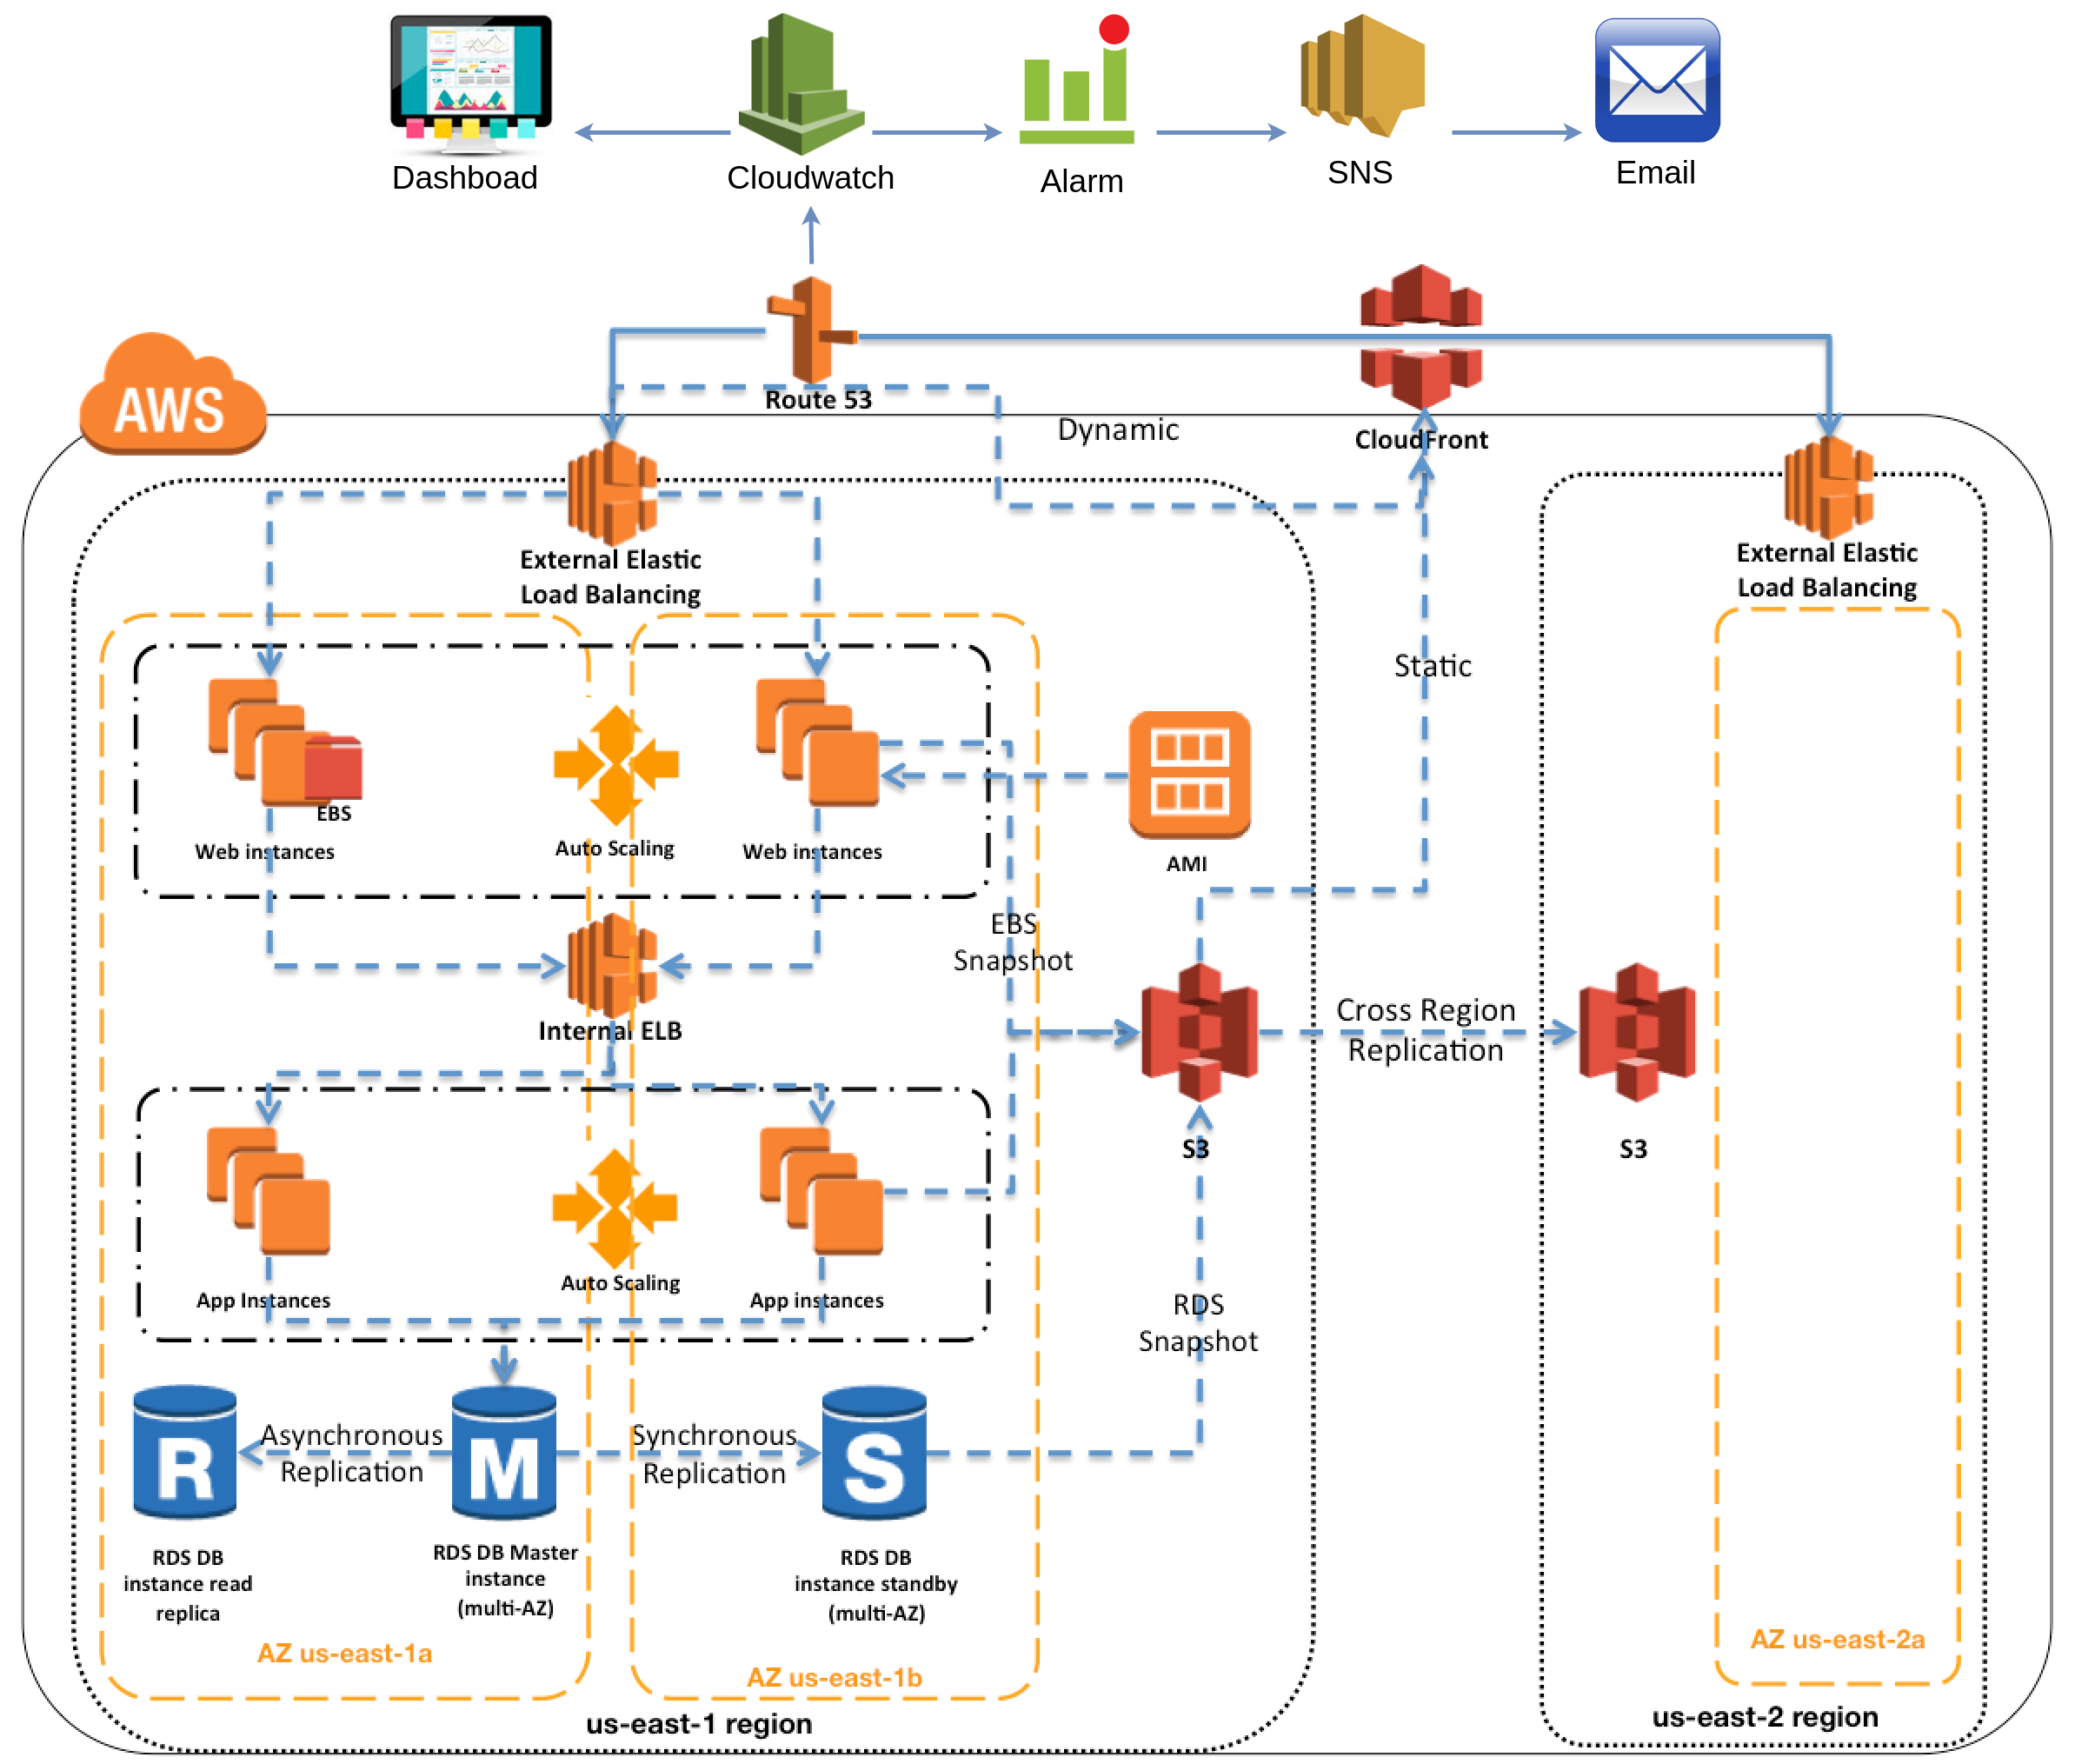 Dashboad
Cloudwatch
Alarm
SNS
Email
AWS
Route 53
Dynamic
CloudFront
External Elastic
Load Balancing
External Elastic
Load Balancing
Static
EBS
Web instances
Auto Scaling
Web instances
AMI
EBS
Snapshot
Internal ELB
Cross Region
Replication
S3
S3
App Instances
Auto Scaling
App instances
RDS
Snapshot
R
Asynchronous
Replication
M
Synchronous
Replication
S
RDS DB
instance read
replica
RDS DB Master
instance
(multi-AZ)
RDS DB
instance standby
(multi-AZ)
AZ us-east-1a
AZ us-east-1b
AZ us-east-2a
us-east-1 region
us-east-2 region